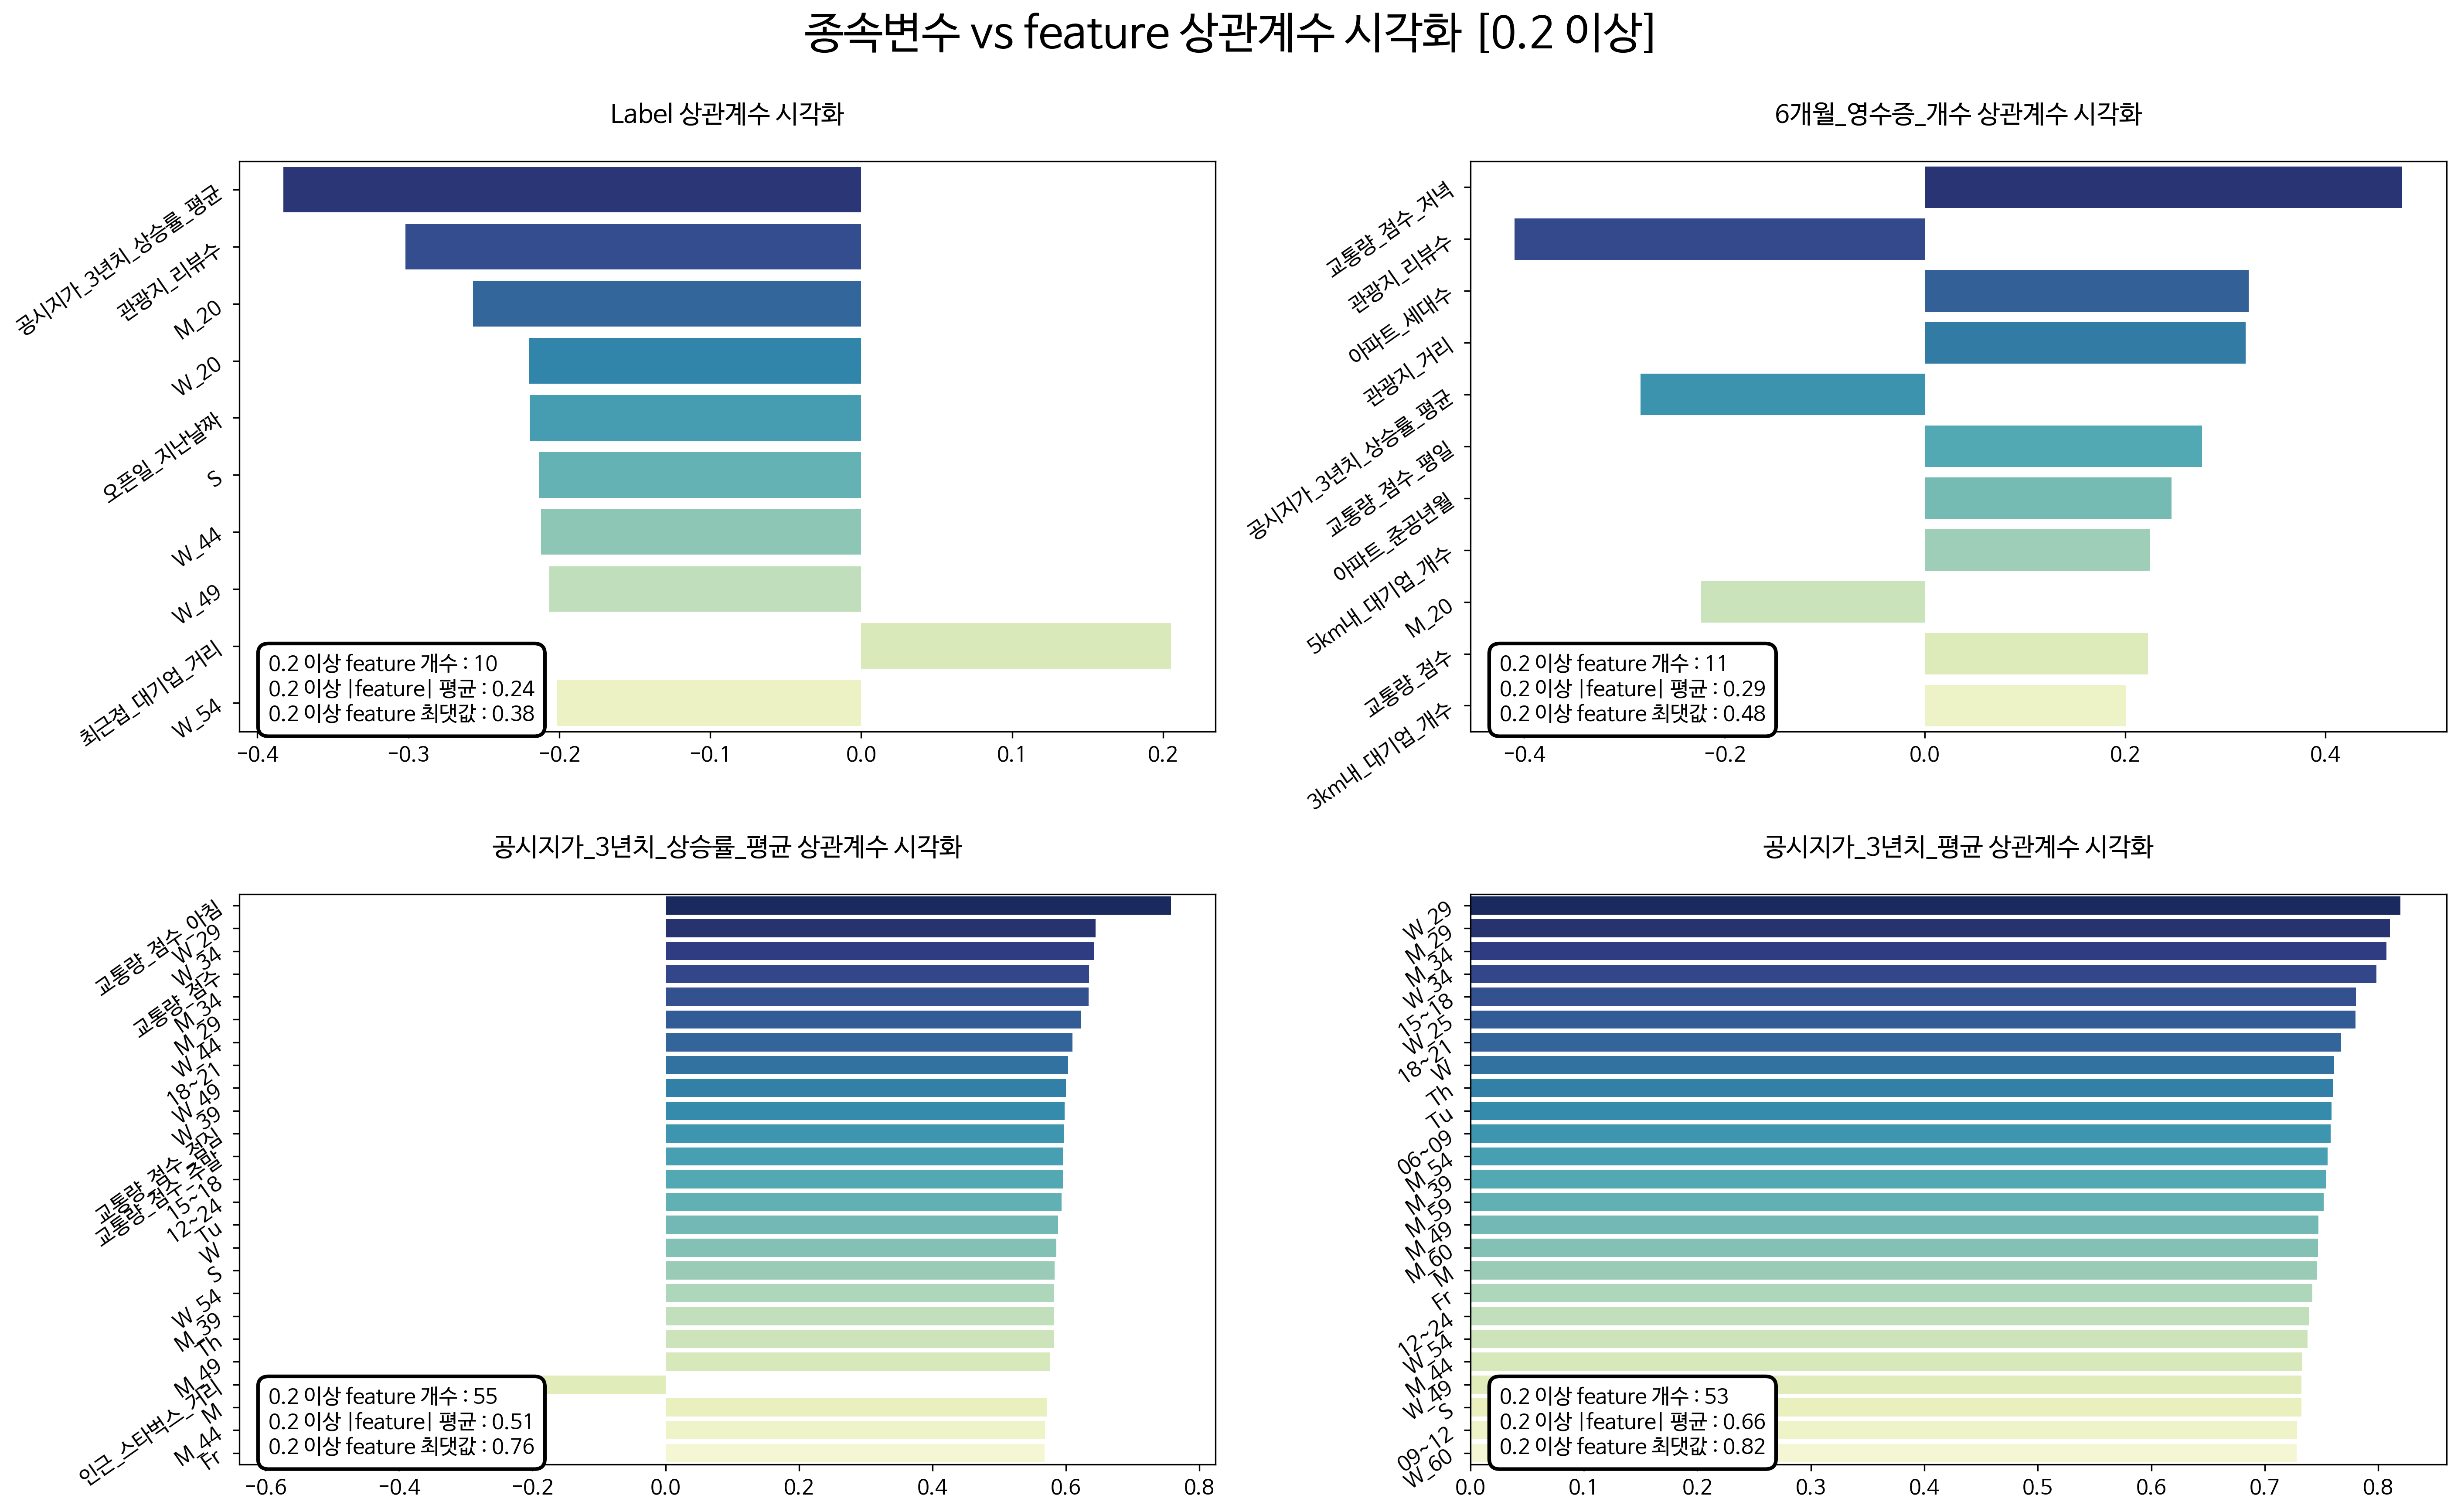 종속변수 vs feature 상관계수 시각화 [0.2 이상]
Label 상관계수 시각화
공시지가_3년치_상승률_평균
관광지_리뷰수
M_20
W_20
오픈일_지난날짜
S
W_44
W_49
최근접_대기업_거리
W_54
0.2 이상 feature 개수 : 10
0.2 이상 |feature| 평균 : 0.24
0.2 이상 feature 최댓값 : 0.38
−0.4 −0.3 −0.2 −0.1 0.0 0.1 0.2
6개월_영수증_개수 상관계수 시각화
교통량_점수_저녁
관광지_리뷰수
아파트_세대수
관광지_거리
공시지가_3년치_상승률_평균
교통량_점수_평일
아파트_준공년월
5km내_대기업_개수
M_20
교통량_점수
3km내_대기업_개수
0.2 이상 feature 개수 : 11
0.2 이상 |feature| 평균 : 0.29
0.2 이상 feature 최댓값 : 0.48
−0.4 −0.2 0.0 0.2 0.4
공시지가_3년치_상승률_평균 상관계수 시각화
교통량_점수_아침
W_29
W_34
교통량_점수
M_34
M_29
W_44
18~21
W_49
W_39
교통량_점수_점심
교통량_점수_주말
15~18
12~24
Tu
W
S
W_54
M_39
Th
M_49
인근_스타벅스_거리
M
M_44
Fr
0.2 이상 feature 개수 : 55
0.2 이상 |feature| 평균 : 0.51
0.2 이상 feature 최댓값 : 0.76
−0.6 −0.4 −0.2 0.0 0.2 0.4 0.6 0.8
공시지가_3년치_평균 상관계수 시각화
W_29
M_29
M_34
W_34
15~18
W_25
18~21
W
Th
Tu
06~09
M_54
M_39
M_59
M_49
M_60
M
Fr
12~24
W_54
M_44
W_49
S
09~12
W_60
0.2 이상 feature 개수 : 53
0.2 이상 |feature| 평균 : 0.66
0.2 이상 feature 최댓값 : 0.82
0.0 0.1 0.2 0.3 0.4 0.5 0.6 0.7 0.8